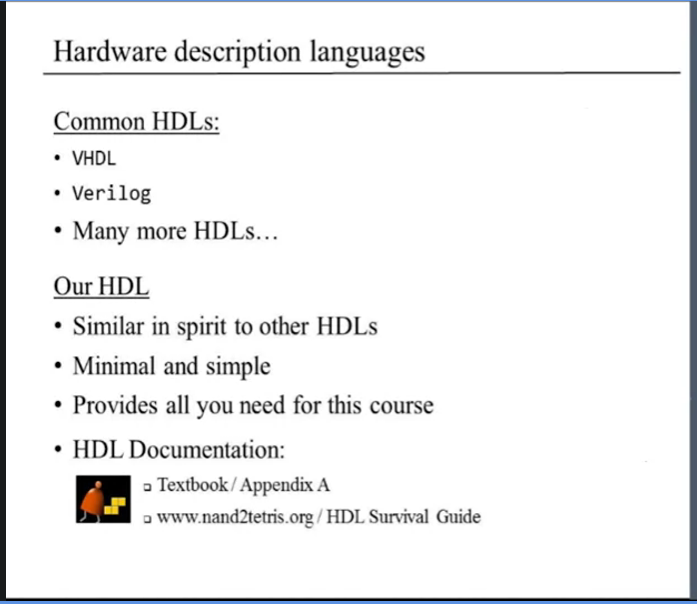 Hardware description languages
Common HDLs:
• VHDL
• Verilog
• Many more HDLs…
Our HDL
• Similar in spirit to other HDLs
• Minimal and simple
• Provides all you need for this course
• HDL Documentation:
❑ Textbook / Appendix A
❑ www.nand2tetris.org / HDL Survival Guide